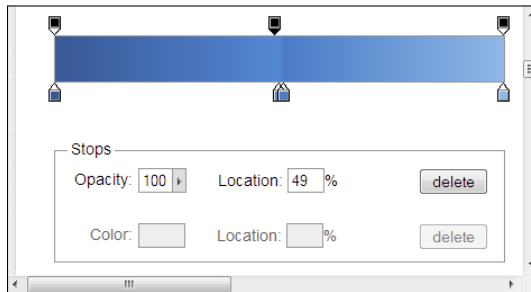 Stops
Opacity: 100 Location: 49 % delete
Color: Location: % delete